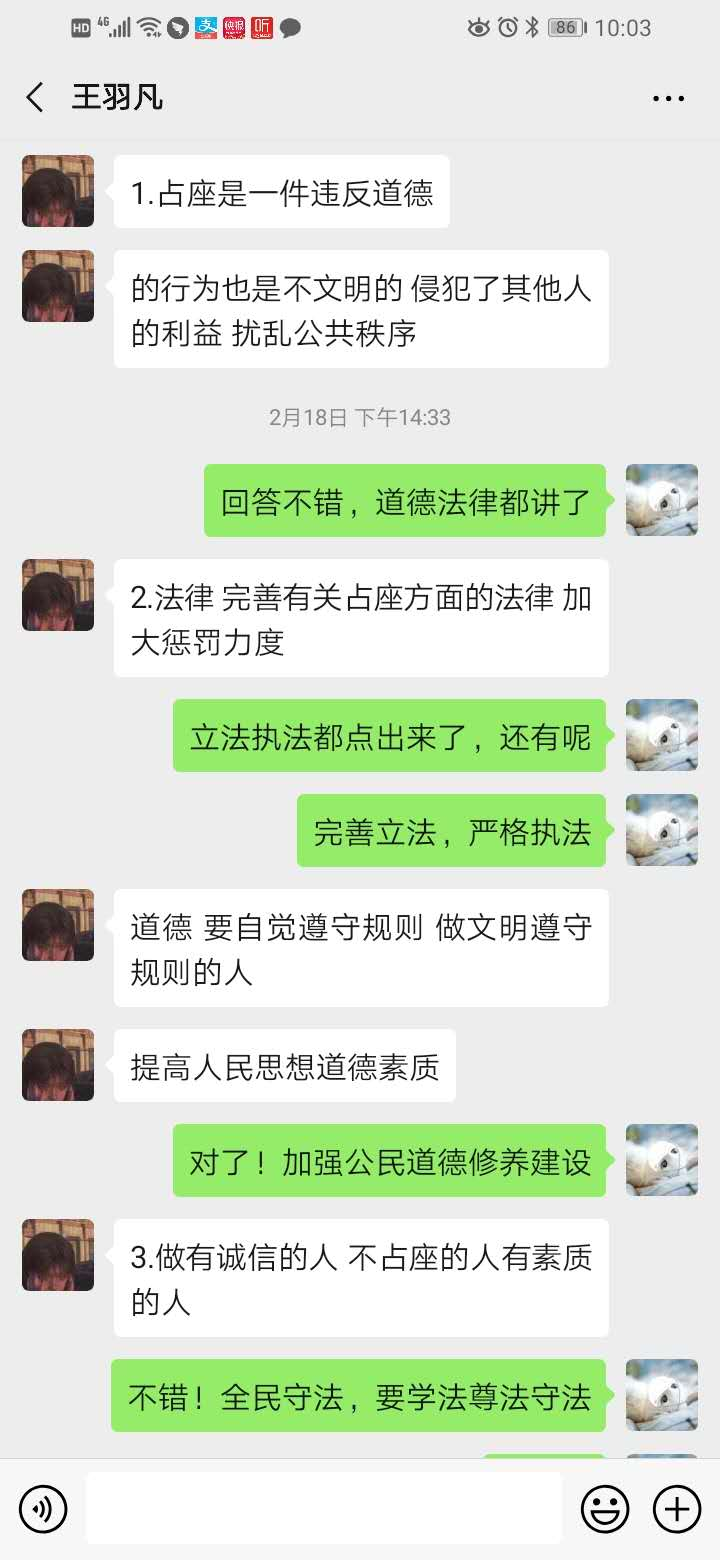 HD 4G 支 快报 听 86 10:03
王羽凡
1.占座是一件违反道德
的行为也是不文明的 侵犯了其他人
的利益 扰乱公共秩序
2月18日 下午14:33
回答不错，道德法律都讲了
2.法律 完善有关占座方面的法律 加
大惩罚力度
立法执法都点出来了，还有呢
完善立法，严格执法
道德 要自觉遵守规则 做文明遵守
规则的人
提高人民思想道德素质
对了！加强公民道德修养建设
3.做有诚信的人 不占座的人有素质
的人
不错！全民守法，要学法尊法守法